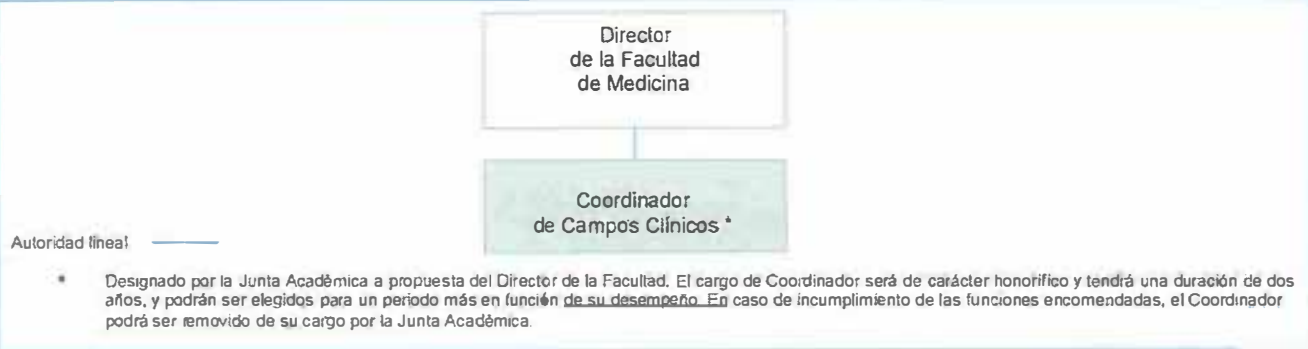 Director
de la Facultad
de Medicina
Coordinador
de Campos Clínicos *
Autoridad lineal
* Designado por la Junta Académica a propuesta del Director de la Facultad. El cargo de Coordinador será de carácter honorifico y tendrá una duración de dos
años, y podrán ser elegidos para un periodo más en función de su desempeño. En caso de incumplimiento de las funciones encomendadas, el Coordinador
podrá ser removido de su cargo por la Junta Académica.